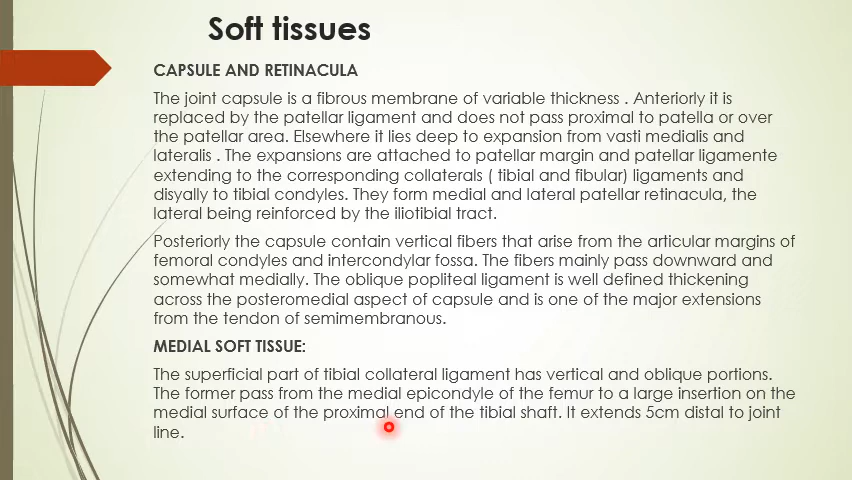 Soft tissues
CAPSULE AND RETINACULA
The joint capsule is a fibrous membrane of variable thickness . Anteriorly it is
replaced by the patellar ligament and does not pass proximal to patella or over
the patellar area. Elsewhere it lies deep to expansion from vasti medialis and
lateralis . The expansions are attached to patellar margin and patellar ligamente
extending to the corresponding collaterals ( tibial and fibular) ligaments and
disyally to tibial condyles. They form medial and lateral patellar retinacula, the
lateral being reinforced by the iliotibial tract.
Posteriorly the capsule contain vertical fibers that arise from the articular margins of
femoral condyles and intercondylar fossa. The fibers mainly pass downward and
somewhat medially. The oblique popliteal ligament is well defined thickening
across the posteromedial aspect of capsule and is one of the major extensions
from the tendon of semimembranous.
MEDIAL SOFT TISSUE:
The superficial part of tibial collateral ligament has vertical and oblique portions.
The former pass from the medial epicondyle of the femur to a large insertion on the
medial surface of the proximal end of the tibial shaft. It extends 5cm distal to joint
line.